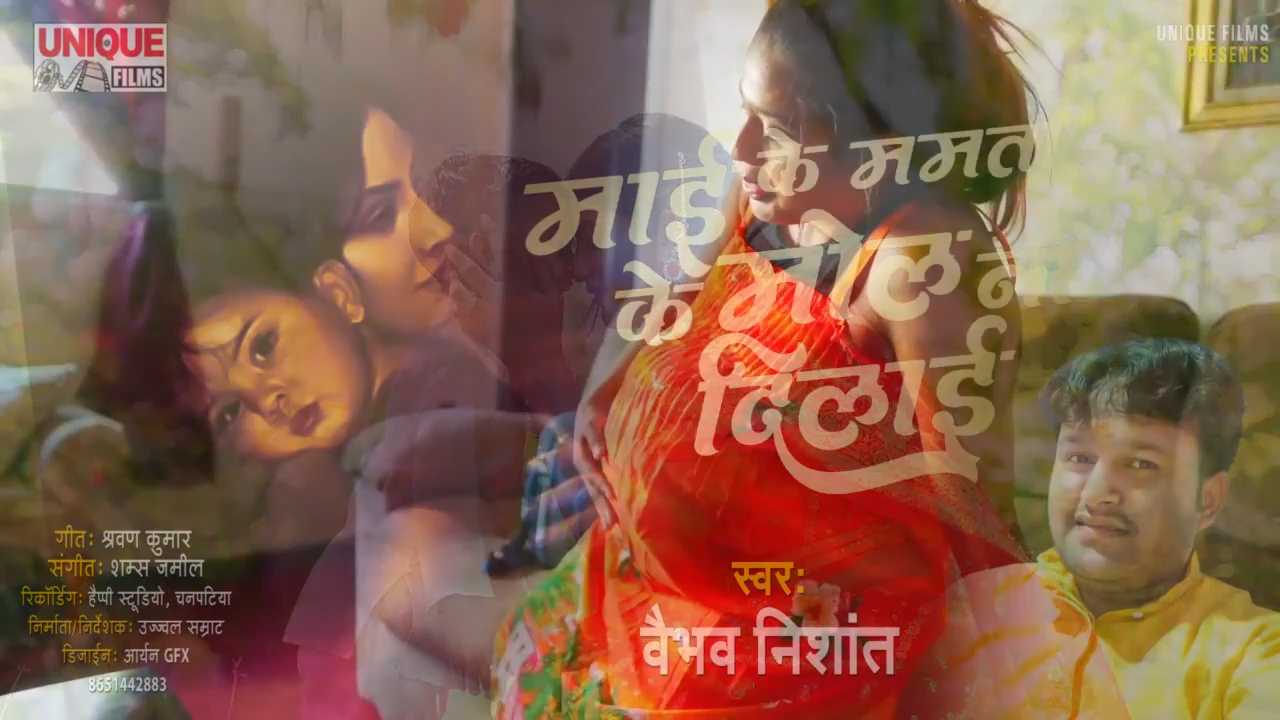 UNIQUE
FILMS
UNIQUE FILMS
PRESENTS
माई के ममता
के मोल ना
दिलाई
गीतः श्रवण कुमार
संगीतः शम्स जमील
रिकॉर्डिंगः हैप्पी स्टूडियो, चनपटिया
निर्माता/निर्देशकः उज्ज्वल सम्राट
डिजाईनः आर्यन GFX
8651442883
स्वरः
वैभव निशांत